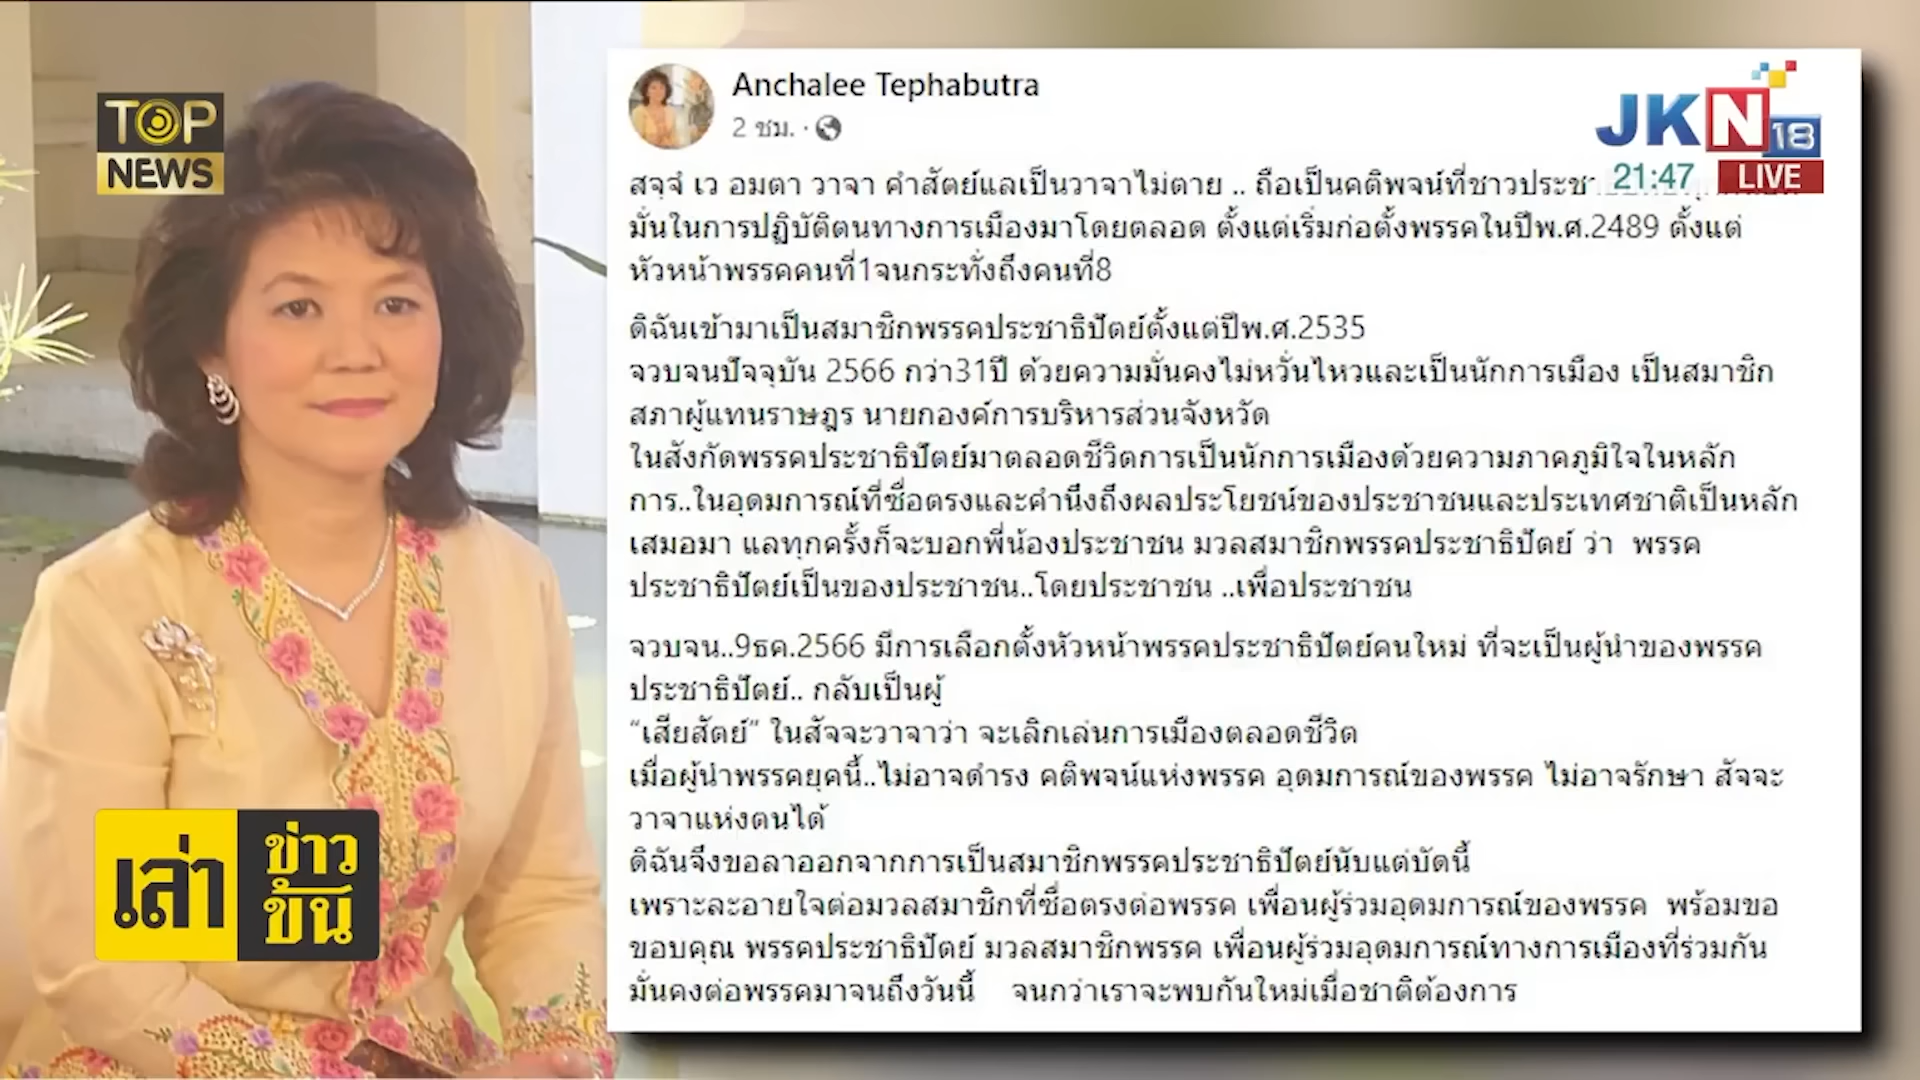 TOP
NEWS
Anchalee Tephabutra
2 ชม. ·
JKN
18
21:47
LIVE
สจฺจํ เว อมตา วาจา คำสัตย์แลเป็นวาจาไม่ตาย .. ถือเป็นคติพจน์ที่ชาวประชา
มั่นในการปฏิบัติตนทางการเมืองมาโดยตลอด ตั้งแต่เริ่มก่อตั้งพรรคในปีพ.ศ.2489 ตั้งแต่
หัวหน้าพรรคคนที่1จนกระทั่งถึงคนที่8
ดิฉันเข้ามาเป็นสมาชิกพรรคประชาธิปัตย์ตั้งแต่ปีพ.ศ.2535
จวบจนปัจจุบัน 2566 กว่า31ปี ด้วยความมั่นคงไม่หวั่นไหวและเป็นนักการเมือง เป็นสมาชิก
สภาผู้แทนราษฎร นายกองค์การบริหารส่วนจังหวัด
ในสังกัดพรรคประชาธิปัตย์มาตลอดชีวิตการเป็นนักการเมืองด้วยความภาคภูมิใจในหลัก
การ..ในอุดมการณ์ที่ซื่อตรงและคำนึงถึงผลประโยชน์ของประชาชนและประเทศชาติเป็นหลัก
เสมอมา แลทุกครั้งก็จะบอกพี่น้องประชาชน มวลสมาชิกพรรคประชาธิปัตย์ ว่า พรรค
ประชาธิปัตย์เป็นของประชาชน..โดยประชาชน ..เพื่อประชาชน
จวบจน..9ธค.2566 มีการเลือกตั้งหัวหน้าพรรคประชาธิปัตย์คนใหม่ ที่จะเป็นผู้นำของพรรค
ประชาธิปัตย์.. กลับเป็นผู้
“เสียสัตย์” ในสัจจะวาจาว่า จะเลิกเล่นการเมืองตลอดชีวิต
เมื่อผู้นำพรรคยุคนี้..ไม่อาจดำรง คติพจน์แห่งพรรค อุดมการณ์ของพรรค ไม่อาจรักษา สัจจะ
วาจาแห่งตนได้
ดิฉันจึงขอลาออกจากการเป็นสมาชิกพรรคประชาธิปัตย์นับแต่บัดนี้
เพราะละอายใจต่อมวลสมาชิกที่ซื่อตรงต่อพรรค เพื่อนผู้ร่วมอุดมการณ์ของพรรค พร้อมขอ
ขอบคุณ พรรคประชาธิปัตย์ มวลสมาชิกพรรค เพื่อนผู้ร่วมอุดมการณ์ทางการเมืองที่ร่วมกัน
มั่นคงต่อพรรคมาจนถึงวันนี้ จนกว่าเราจะพบกันใหม่เมื่อชาติต้องการ
เล่า
ข่าว
ข้น